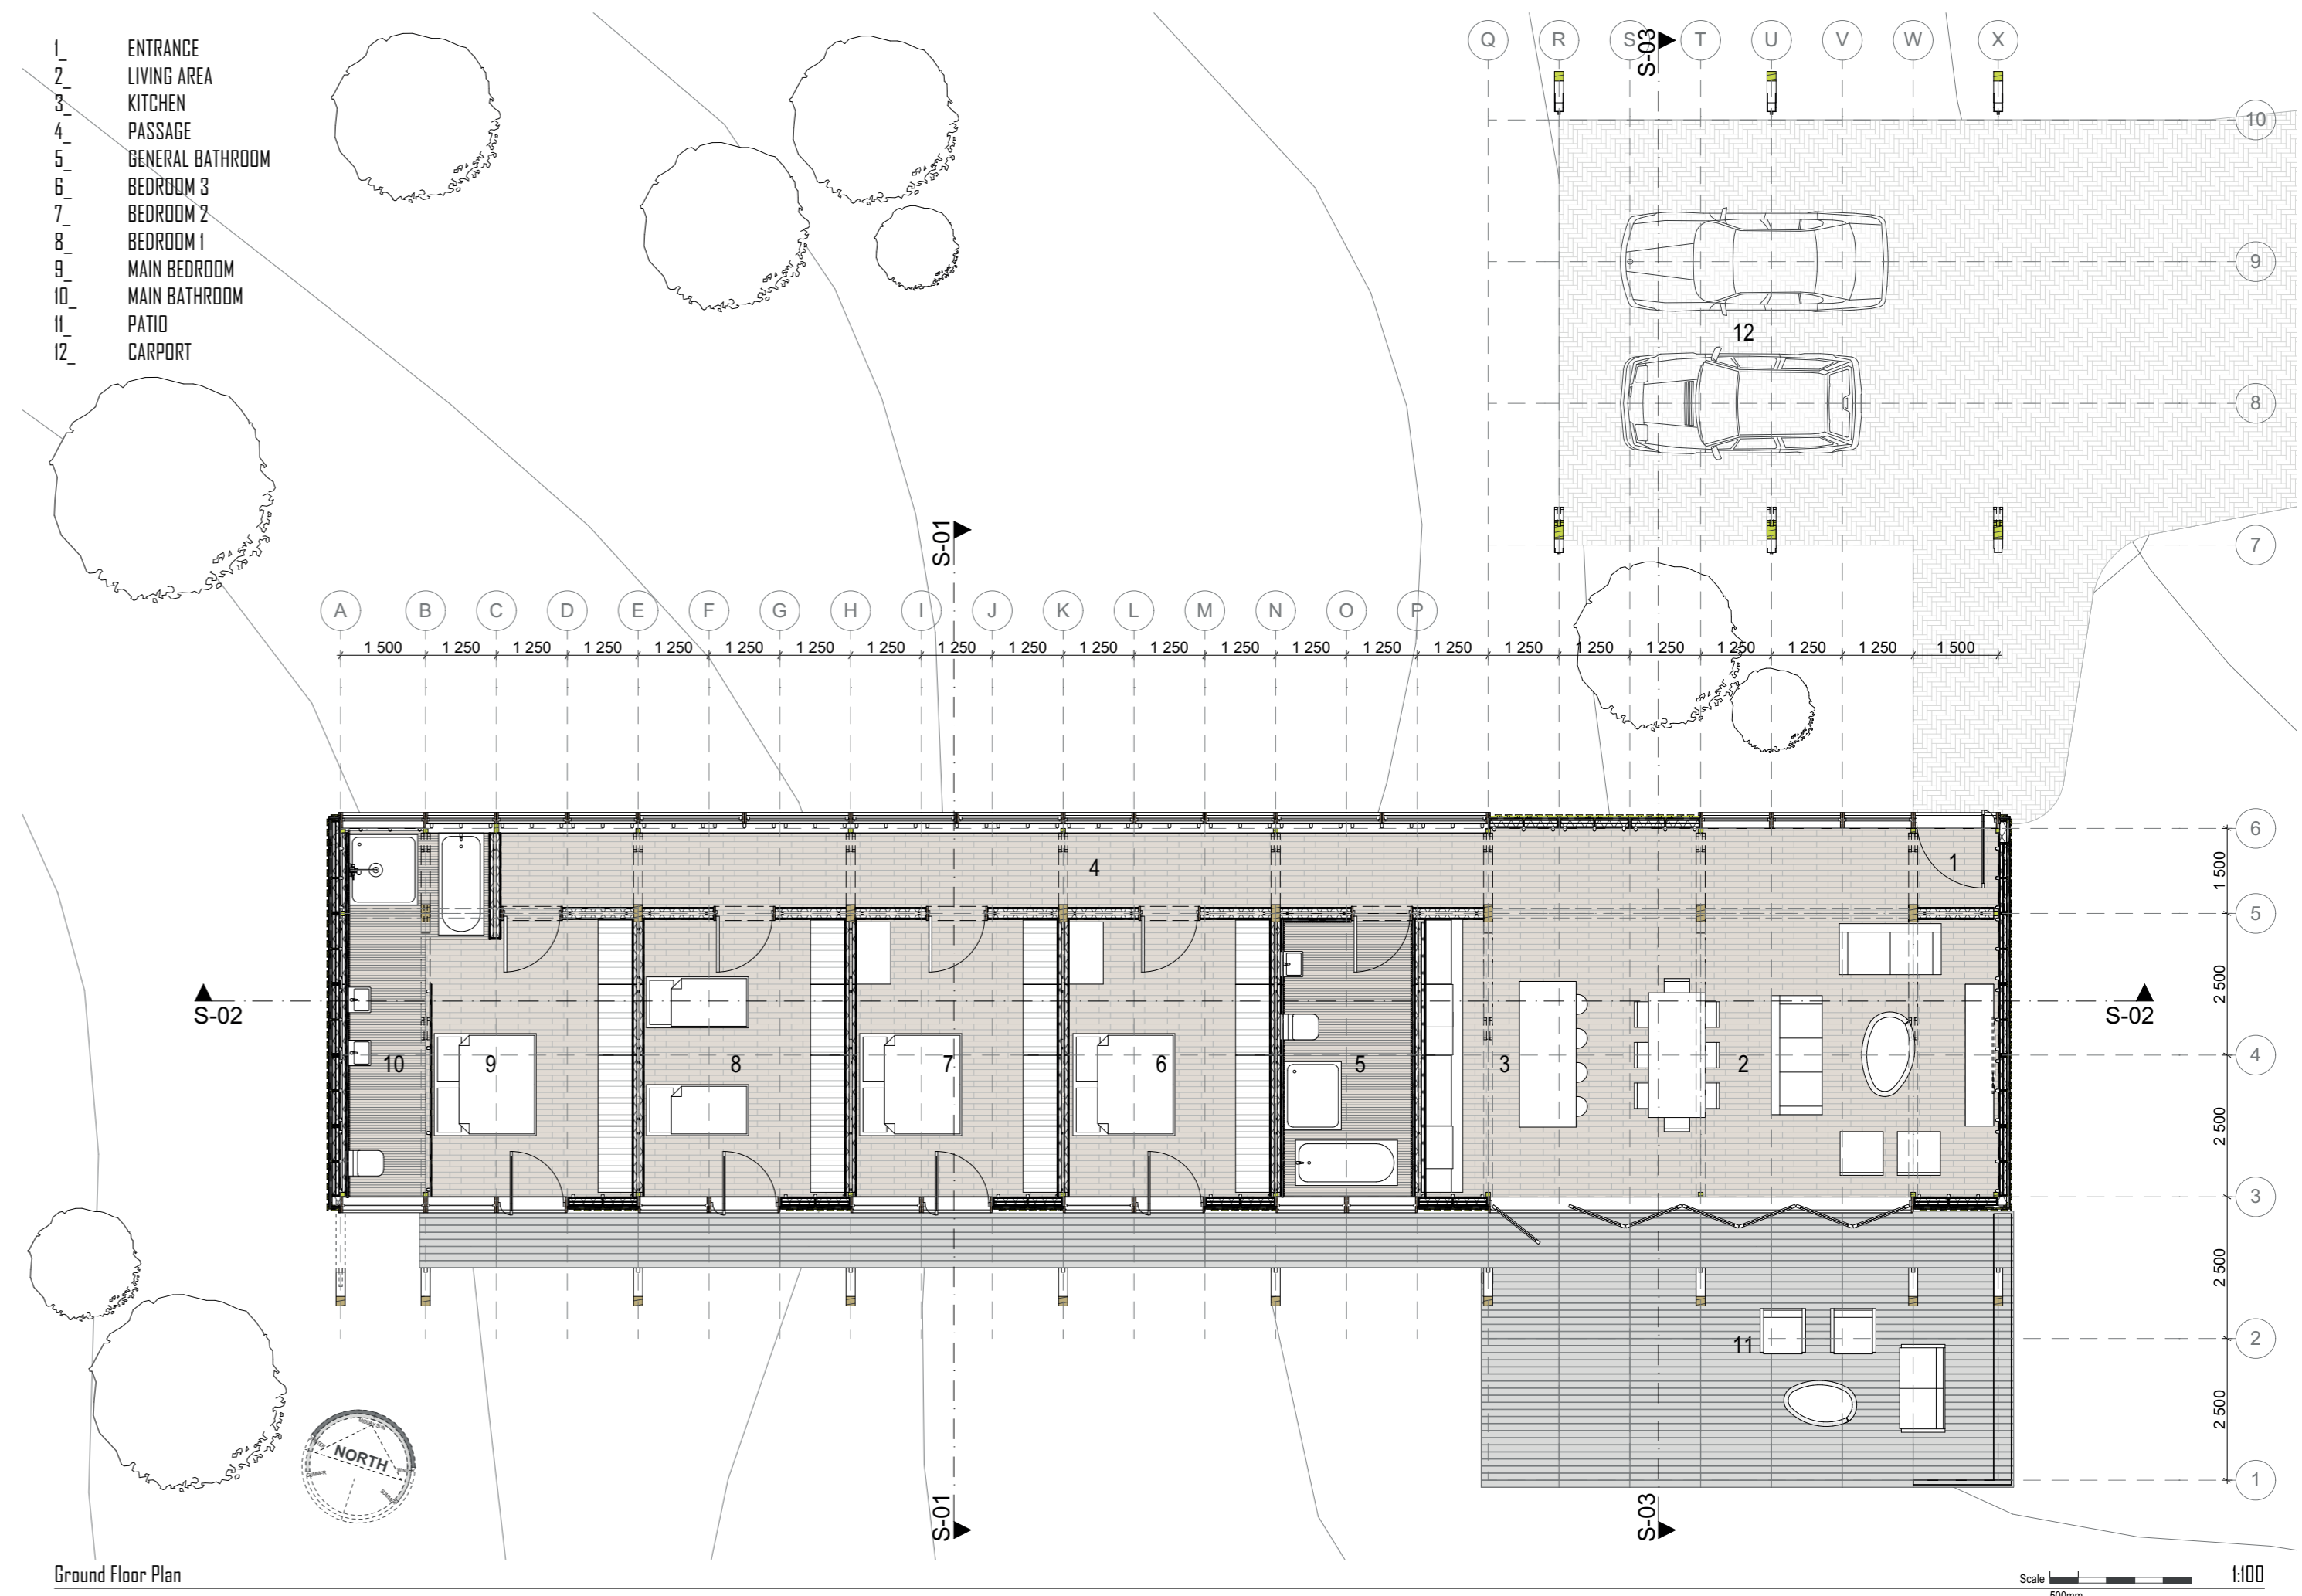 1_ ENTRANCE
2_ LIVING AREA
3_ KITCHEN
4_ PASSAGE
5_ GENERAL BATHROOM
6_ BEDROOM 3
7_ BEDROOM 2
8_ BEDROOM 1
9_ MAIN BEDROOM
10_ MAIN BATHROOM
11_ PATIO
12_ CARPORT
Q R S T U V W X
S-03
10
9
12
8
7
S-01
A B C D E F G H I J K L M N O P
1 500 1 250 1 250 1 250 1 250 1 250 1 250 1 250 1 250 1 250 1 250 1 250 1 250 1 250 1 250 1 250 1 250 1 250 1 250 1 250 1 250 1 500
6
1
4
1 500
5
2 500
S-02
S-02
10 9 8 7 6 5 3 2
4
2 500
3
2 500
11
2
2 500
1
NORTH
S-01
S-03
Ground Floor Plan
Scale
1:100
500mm